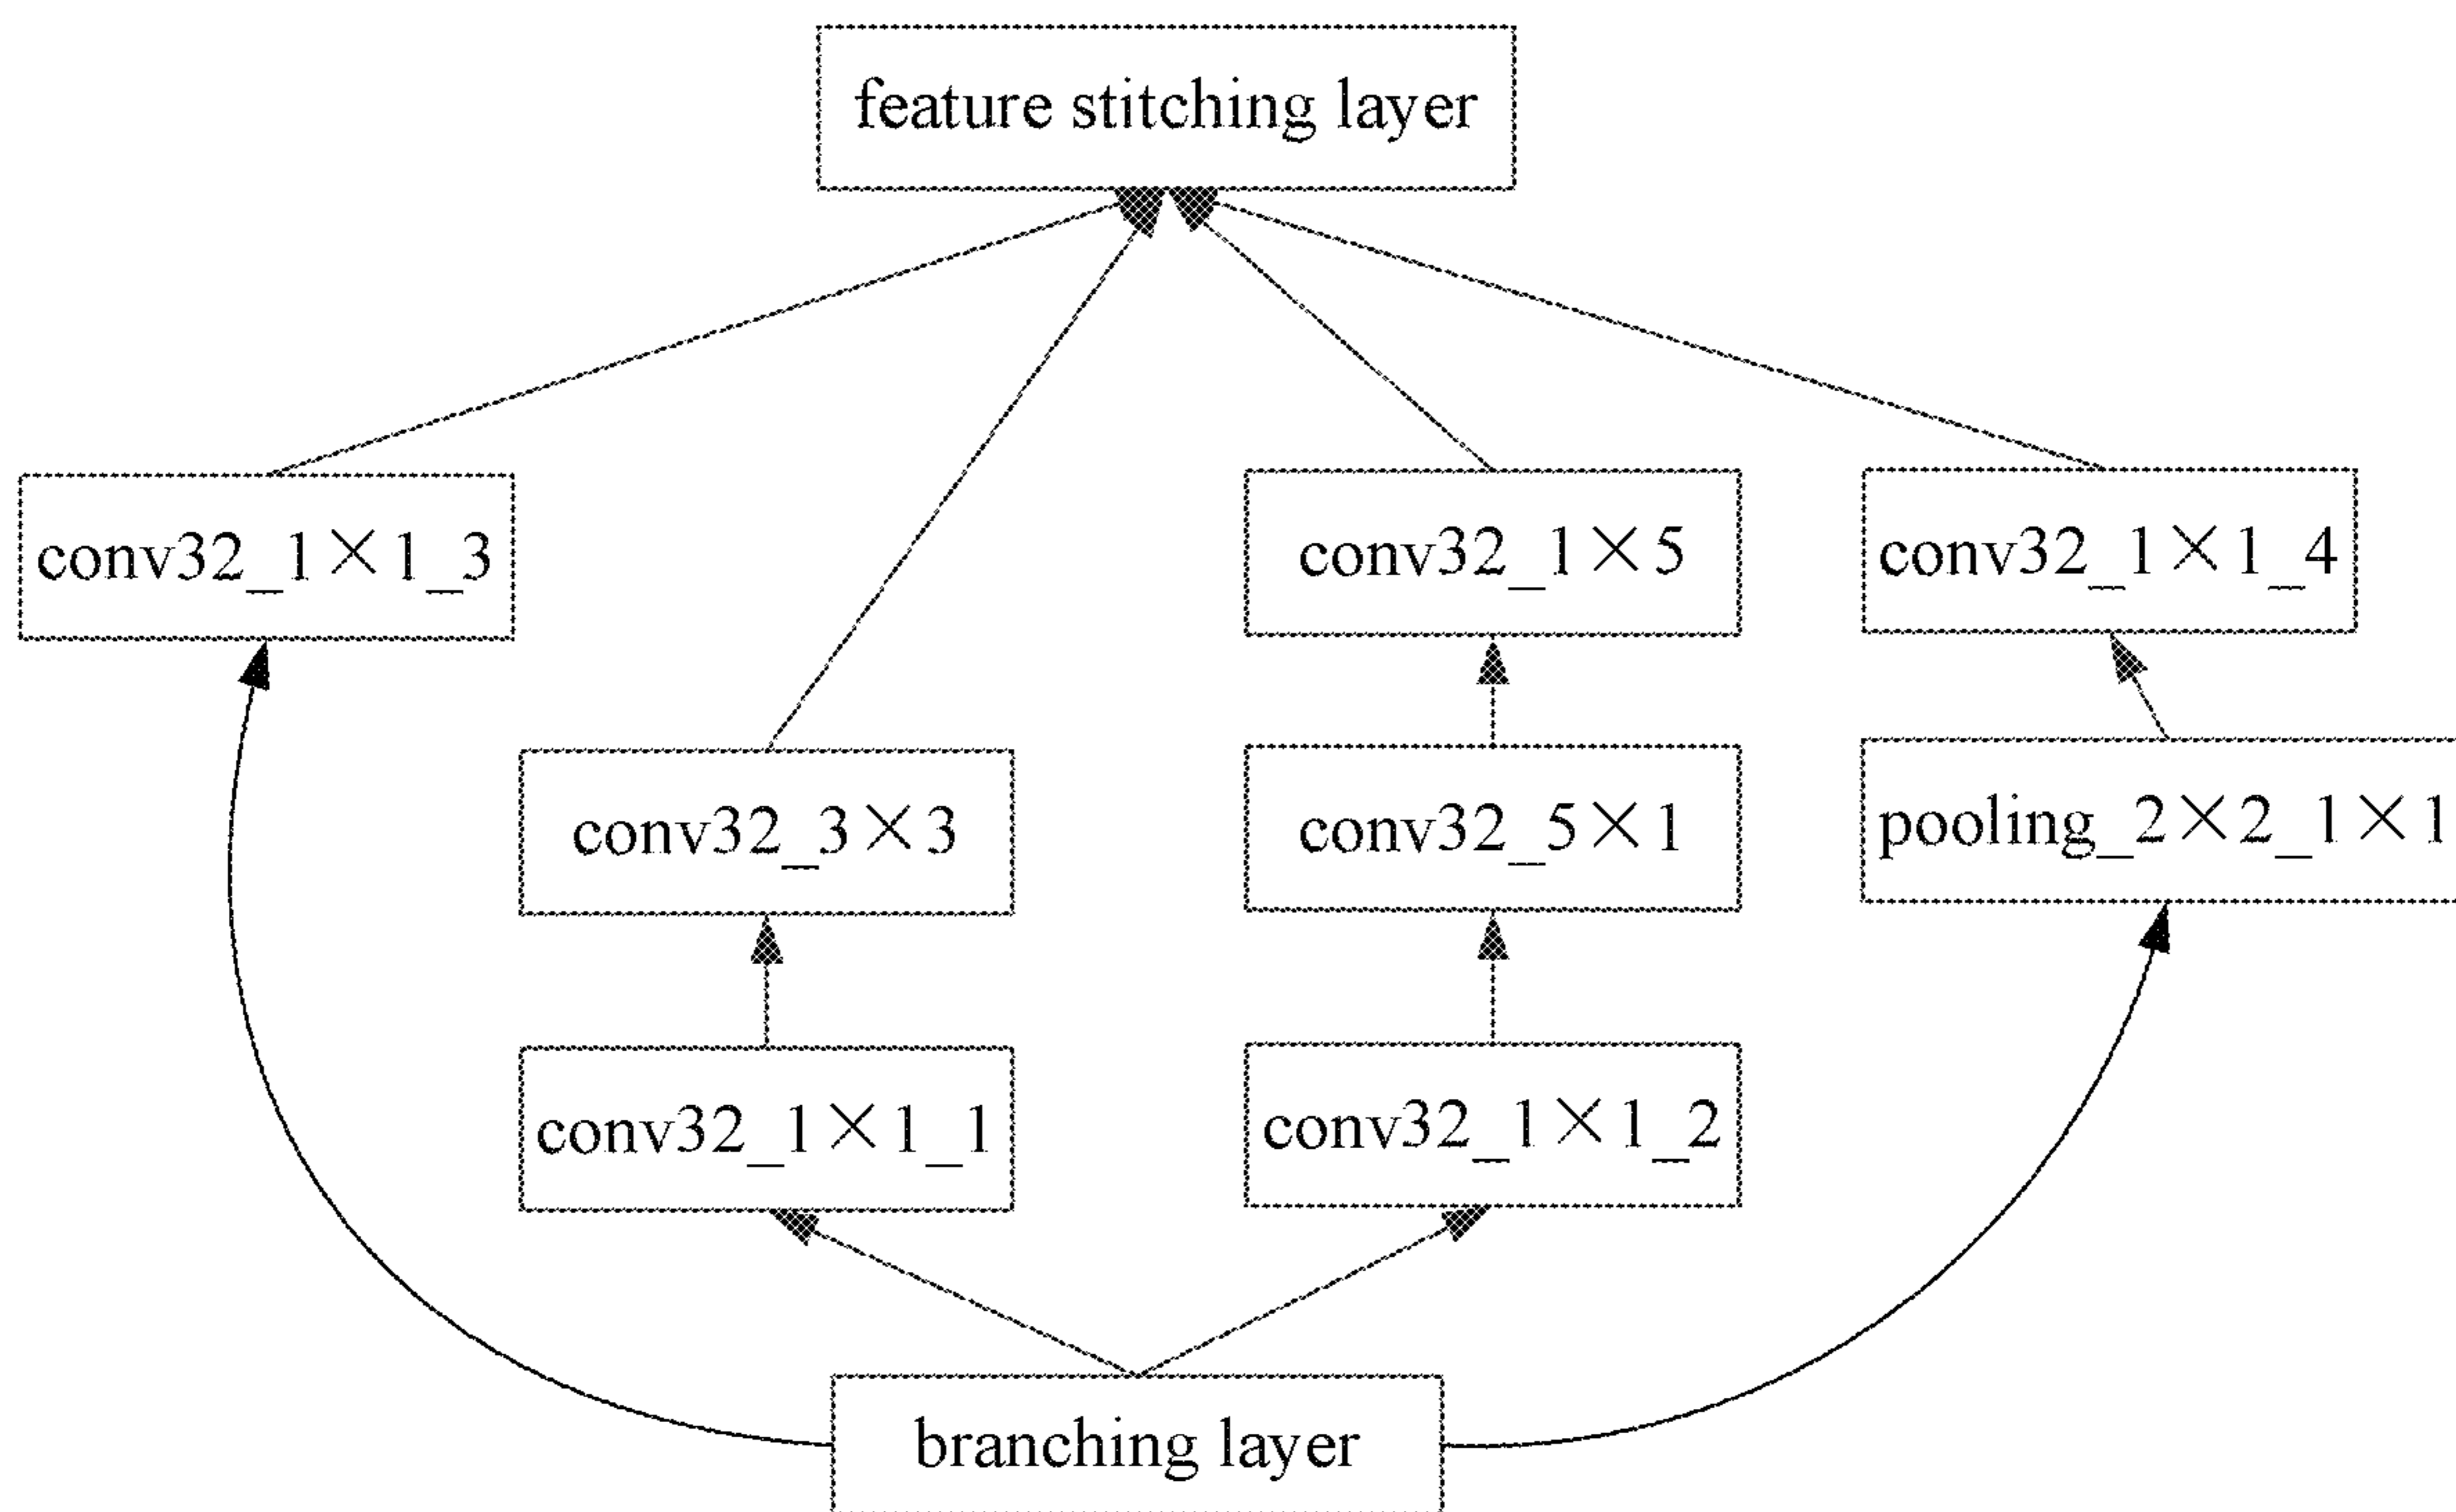 feature stitching layer
conv32_1×1_3
conv32_1×5
conv32_1×1_4
conv32_3×3
conv32_5×1
pooling_2×2_1×1
conv32_1×1_1
conv32_1×1_2
branching layer